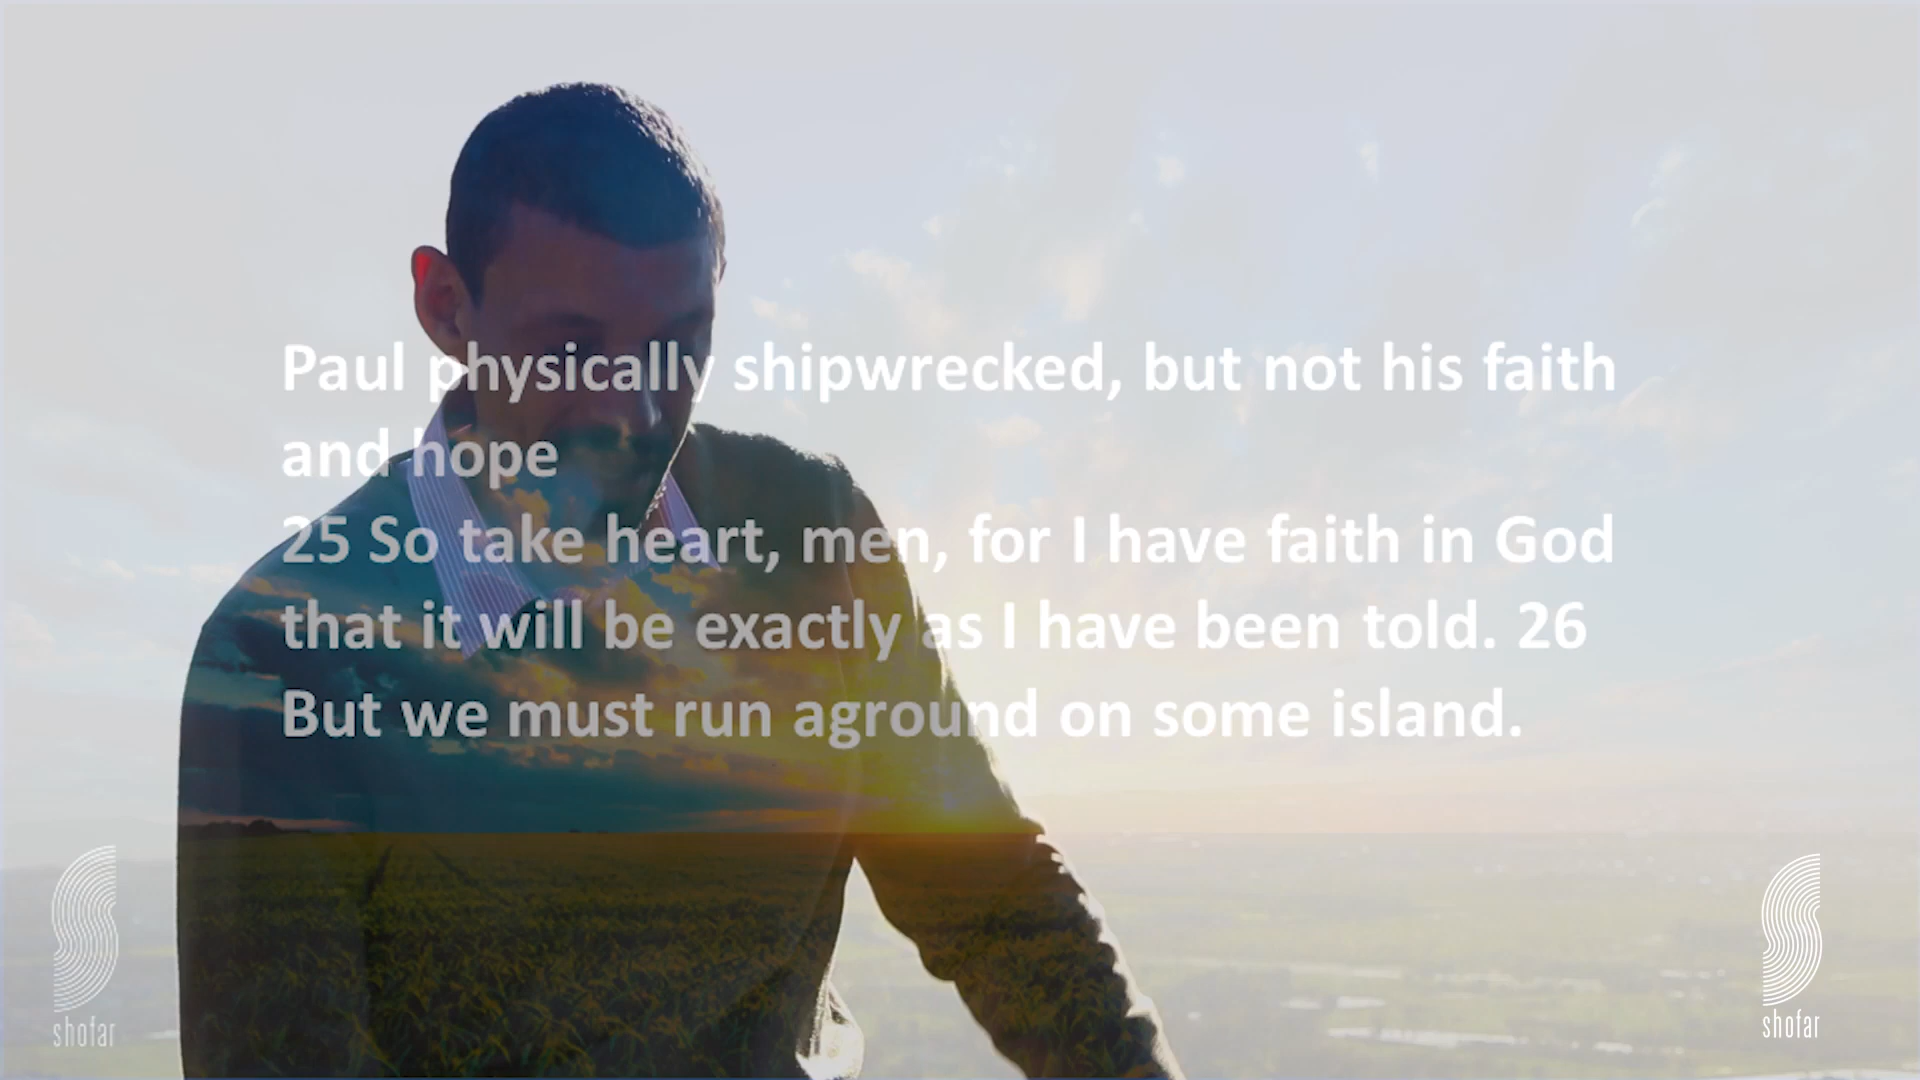 Paul physically shipwrecked, but not his faith
and hope
25 So take heart, men, for I have faith in God
that it will be exactly as I have been told. 26
But we must run aground on some island.
shofar
shofar